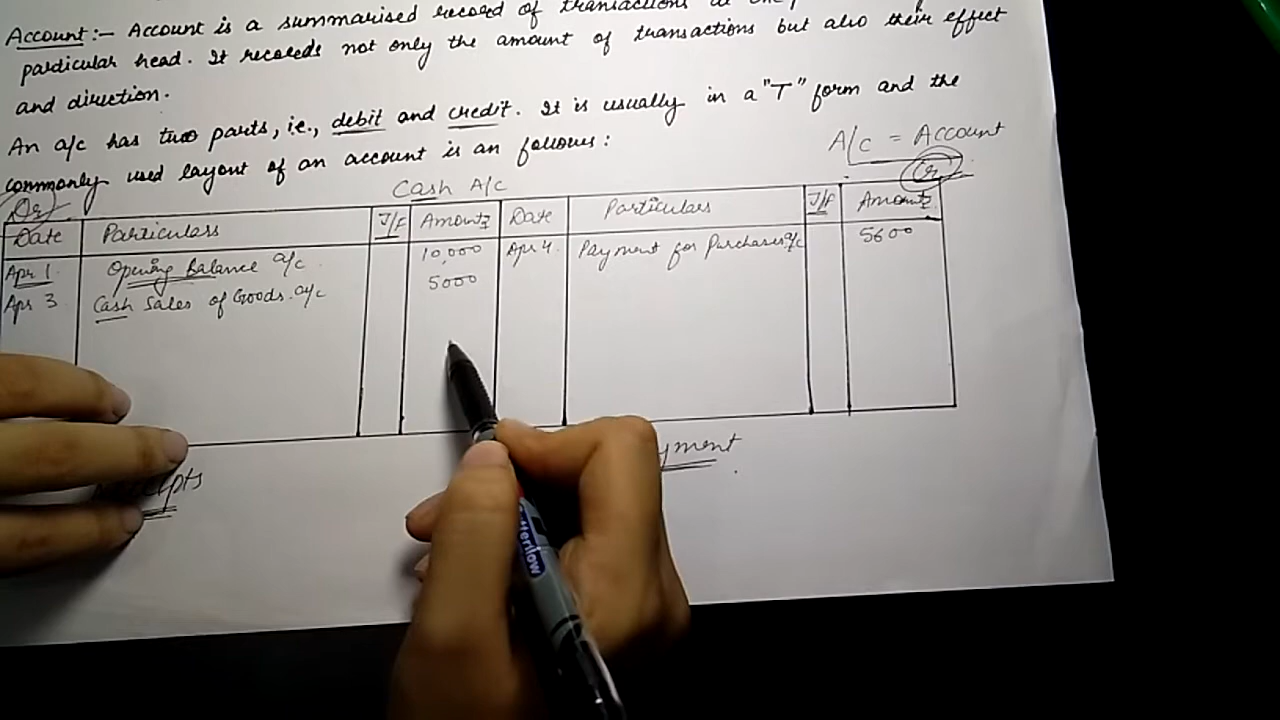 Account :- Account is a summarised record of transactions
particular head. It records not only the amount of transactions but also their effect
and direction.
An a/c has two parts, i.e., debit and credit. It is usually in a "T" form and the
commonly used layout of an account is an follows :
A/c = Account
Cash A/c
Dr
Cr
Date Particulars J/F Amount₹ Date Particulars J/F Amount₹
Apr 1. Opening Balance a/c 10,000 Apr 4. Payment for Purchases a/c 5600
Apr 3 Cash Sales of Goods. a/c 5000